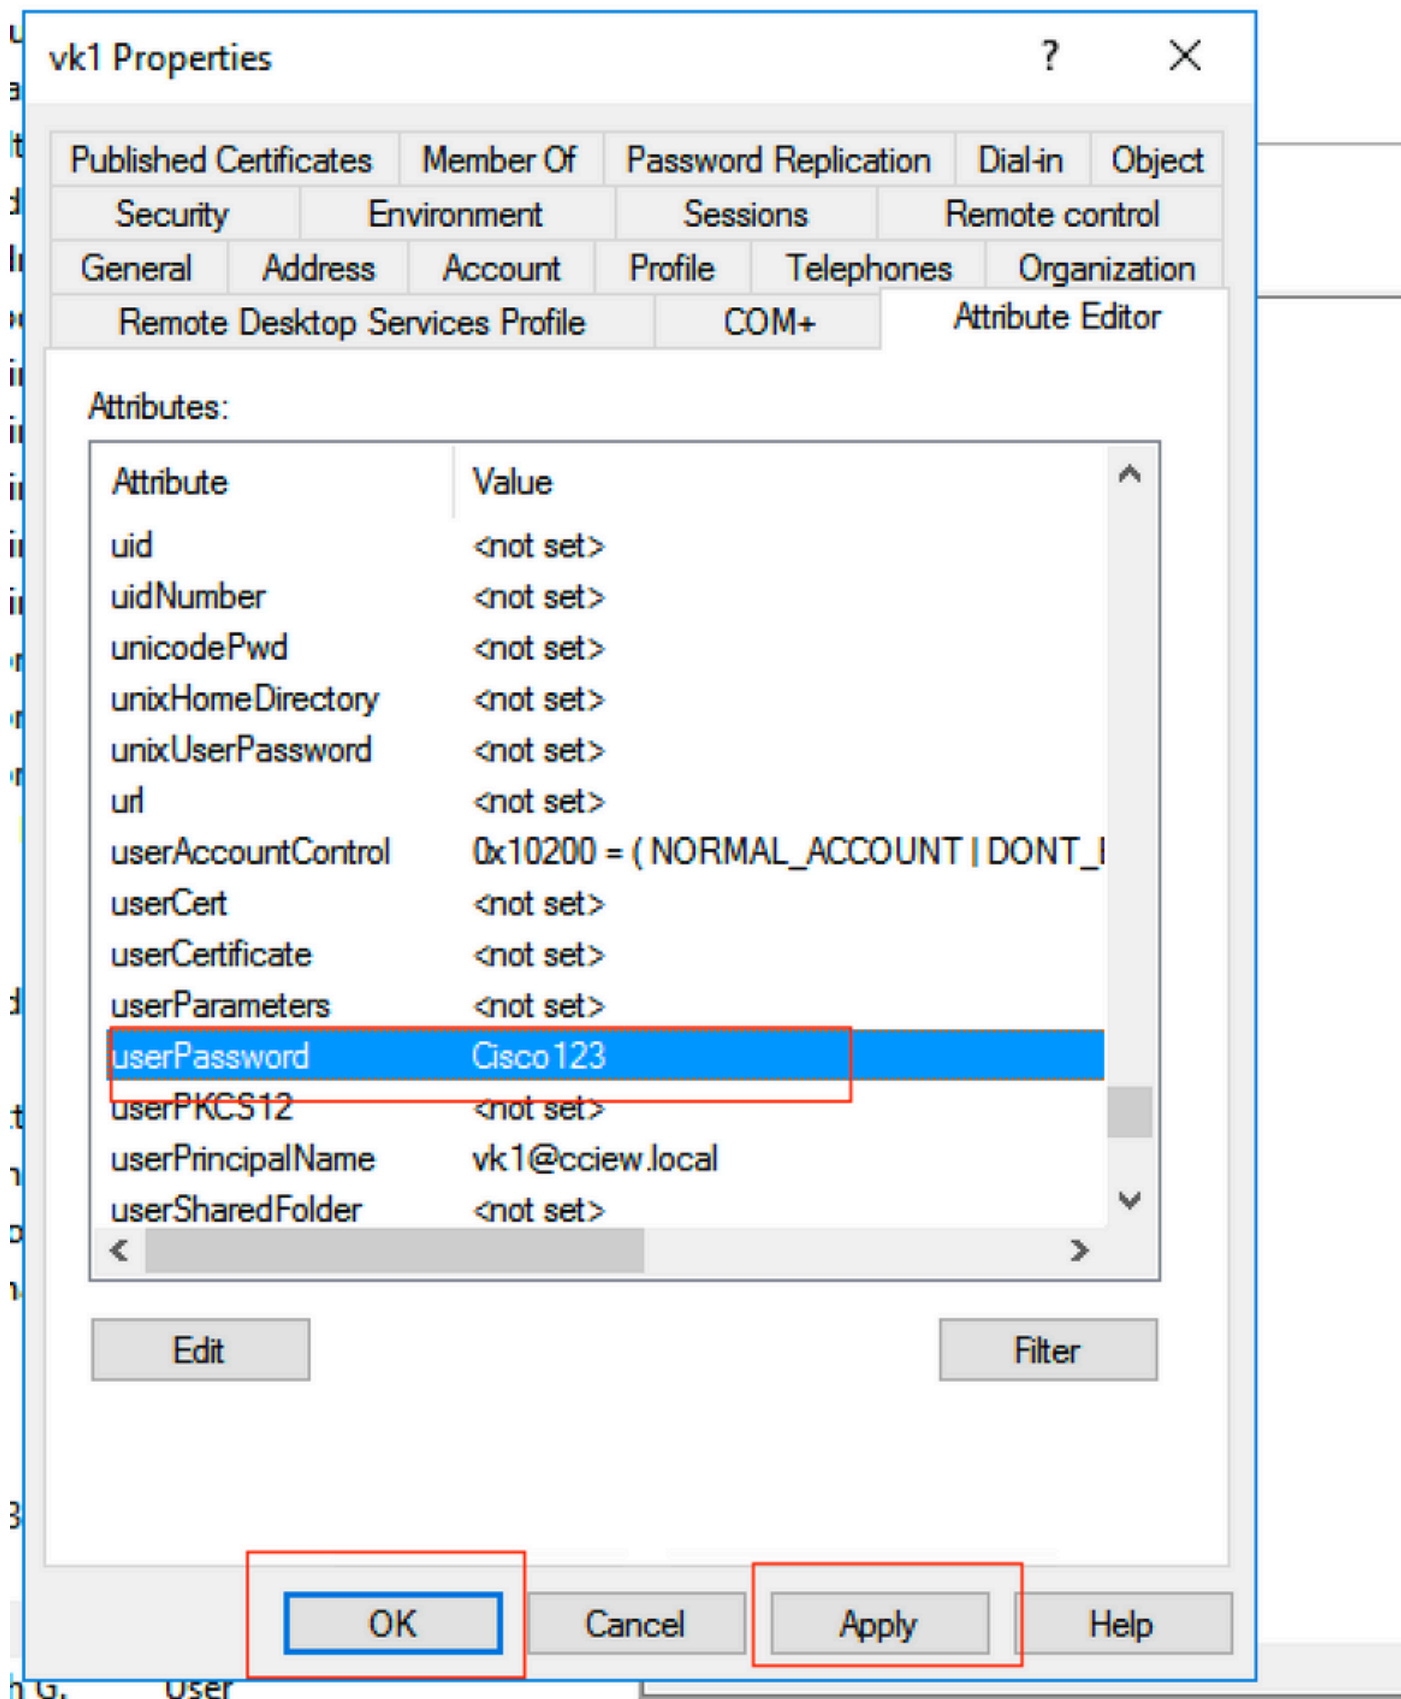 vk1 Properties ?
Published Certificates Member Of Password Replication Dial-in Object
Security Environment Sessions Remote control
General Address Account Profile Telephones Organization
Remote Desktop Services Profile COM+ Attribute Editor
Attributes:
Attribute Value
uid <not set>
uidNumber <not set>
unicodePwd <not set>
unixHomeDirectory <not set>
unixUserPassword <not set>
url <not set>
userAccountControl 0x10200 = ( NORMAL_ACCOUNT | DONT_
userCert <not set>
userCertificate <not set>
userParameters <not set>
userPassword Cisco123
userPKCS12 <not set>
userPrincipalName vk1@cciew.local
userSharedFolder <not set>
Edit Filter
OK Cancel Apply Help
G. User